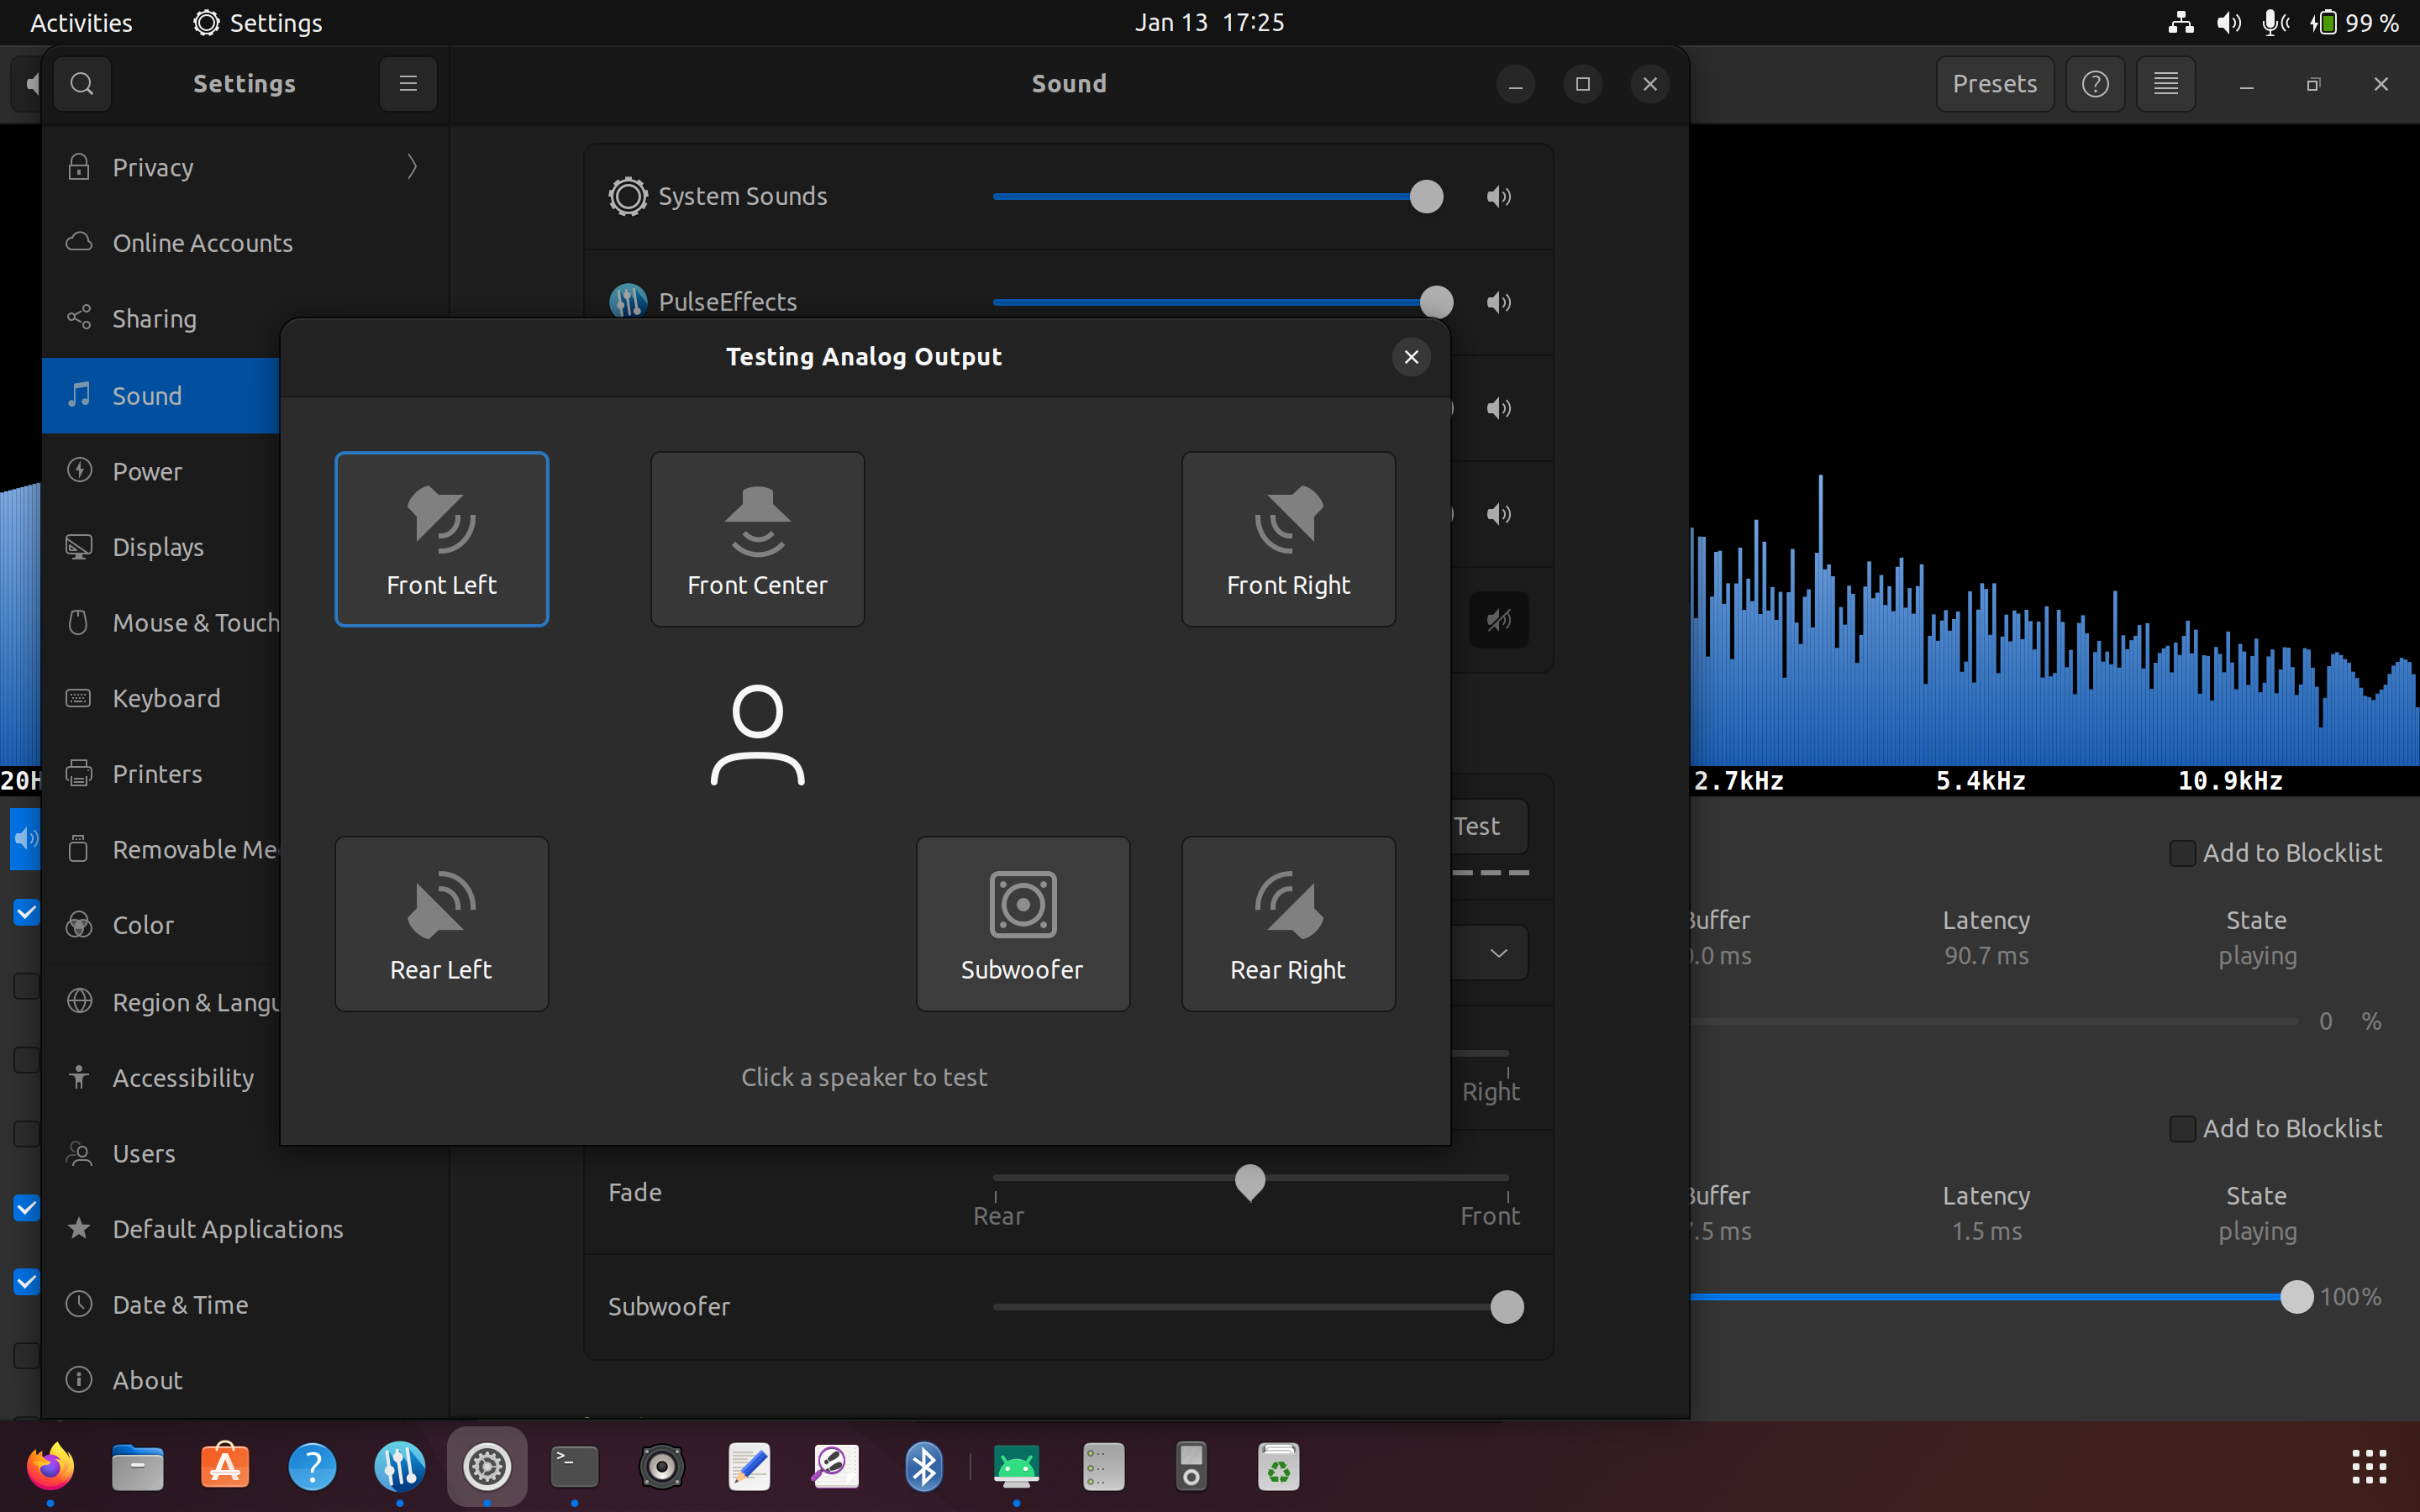 Activities
Settings
Jan 13 17:25
99 %
Settings
Sound
Presets
Privacy
Online Accounts
Sharing
Sound
Power
Displays
Mouse & Touch
Keyboard
Printers
Removable Me
Color
Region & Langu
Accessibility
Users
Default Applications
Date & Time
About
System Sounds
PulseEffects
Testing Analog Output
Front Left
Front Center
Front Right
Rear Left
Subwoofer
Rear Right
Click a speaker to test
Test
Right
Fade
Rear
Front
Subwoofer
20H
2.7kHz
5.4kHz
10.9kHz
Add to Blocklist
Buffer
Latency
State
0.0 ms
90.7 ms
playing
0 %
Add to Blocklist
Buffer
Latency
State
7.5 ms
1.5 ms
playing
100%